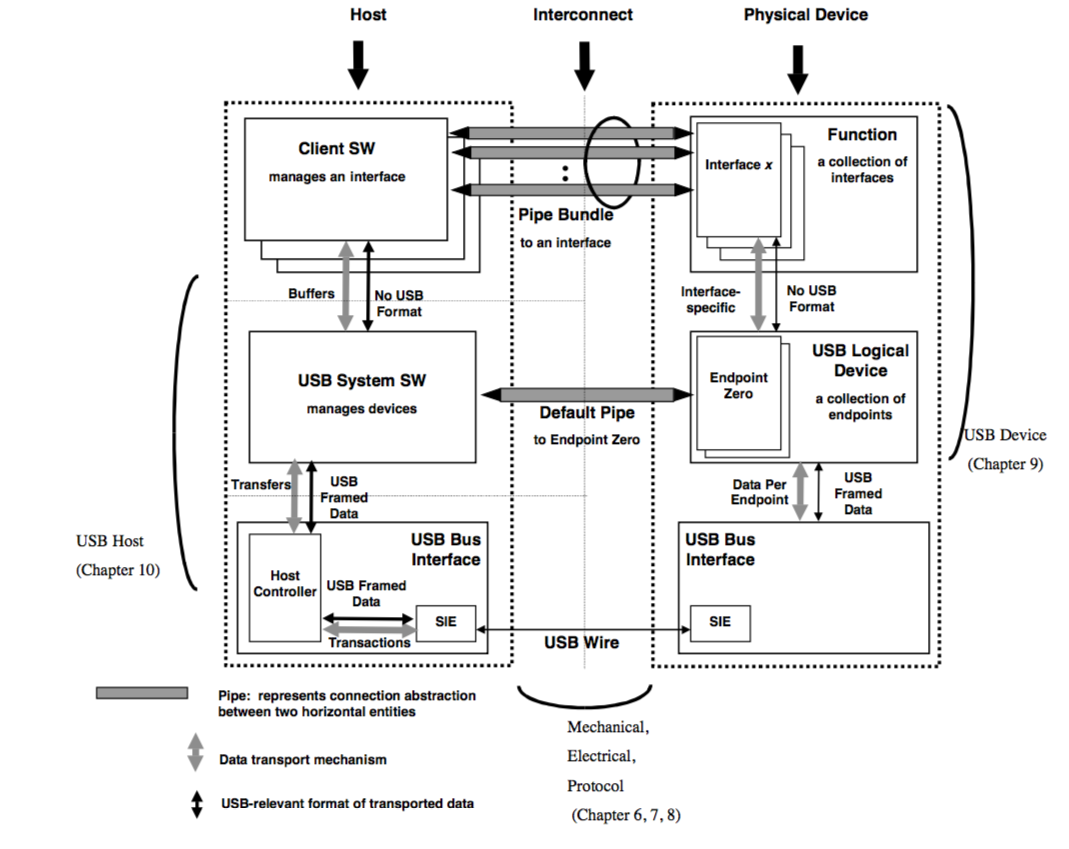 Host
Interconnect
Physical Device
Client SW
manages an interface
Pipe Bundle
to an interface
Interface x
Function
a collection of
interfaces
Buffers
No USB
Format
Interface-
specific
No USB
Format
USB System SW
manages devices
Default Pipe
to Endpoint Zero
Endpoint
Zero
USB Logical
Device
a collection of
endpoints
USB Device
(Chapter 9)
Transfers
USB
Framed
Data
Data Per
Endpoint
USB
Framed
Data
USB Host
(Chapter 10)
USB Bus
Interface
Host
Controller
USB Framed
Data
Transactions
SIE
USB Wire
USB Bus
Interface
SIE
Pipe: represents connection abstraction
between two horizontal entities
Data transport mechanism
USB-relevant format of transported data
Mechanical,
Electrical,
Protocol
(Chapter 6, 7, 8)